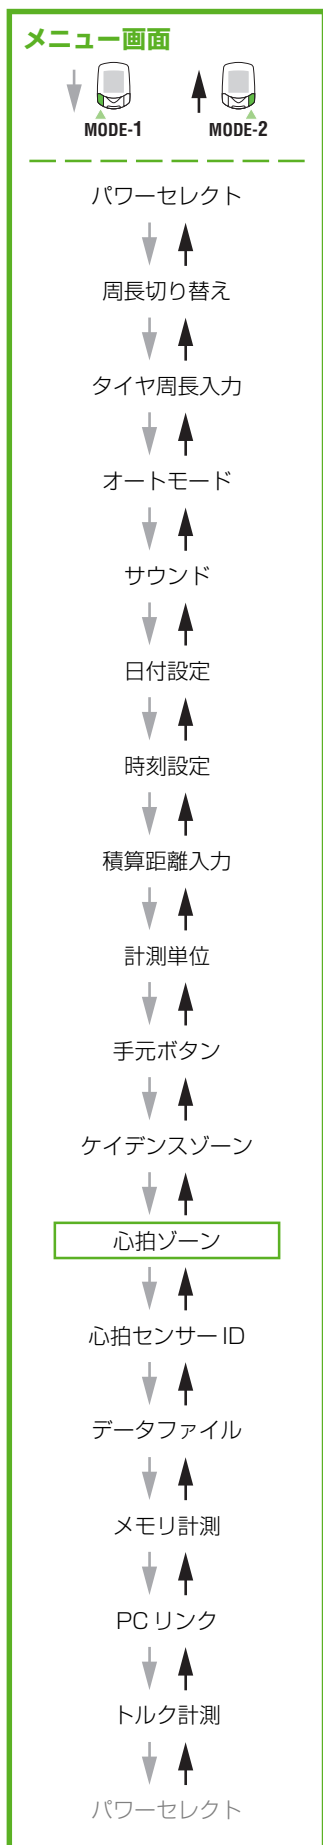 メニュー画面
MODE-1 MODE-2
パワーセレクト
周長切り替え
タイヤ周長入力
オートモード
サウンド
日付設定
時刻設定
積算距離入力
計測単位
手元ボタン
ケイデンスゾーン
心拍ゾーン
心拍センサー ID
データファイル
メモリ計測
PC リンク
トルク計測
パワーセレクト